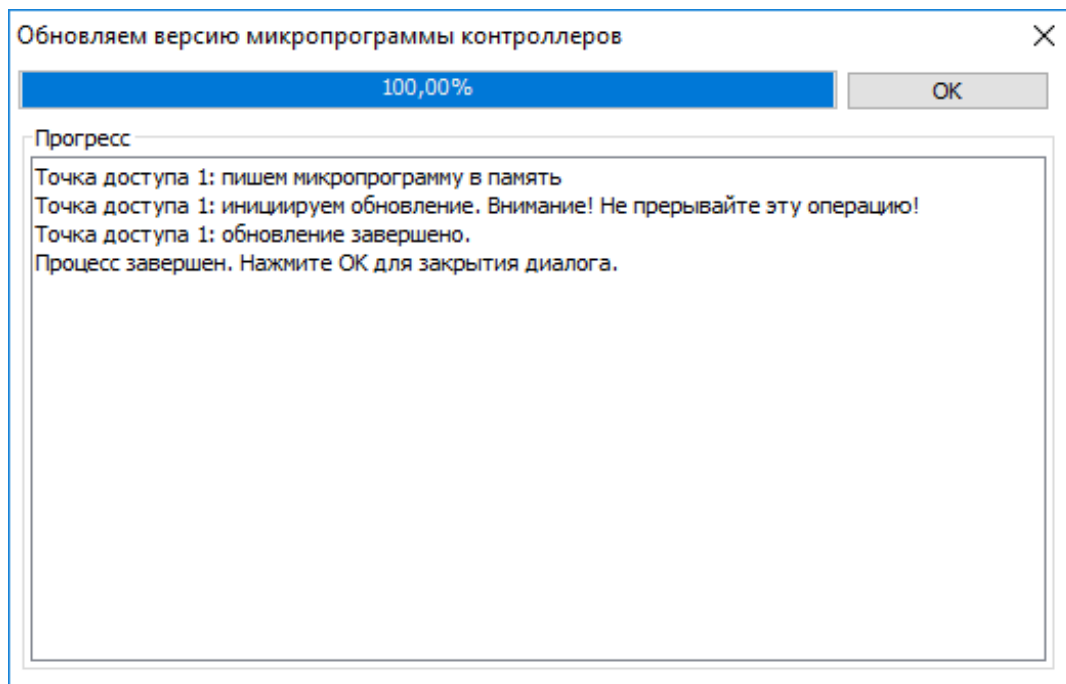 Обновляем версию микропрограммы контроллеров
100,00%
OK
Прогресс
Точка доступа 1: пишем микропрограмму в память
Точка доступа 1: инициируем обновление. Внимание! Не прерывайте эту операцию!
Точка доступа 1: обновление завершено.
Процесс завершен. Нажмите ОК для закрытия диалога.